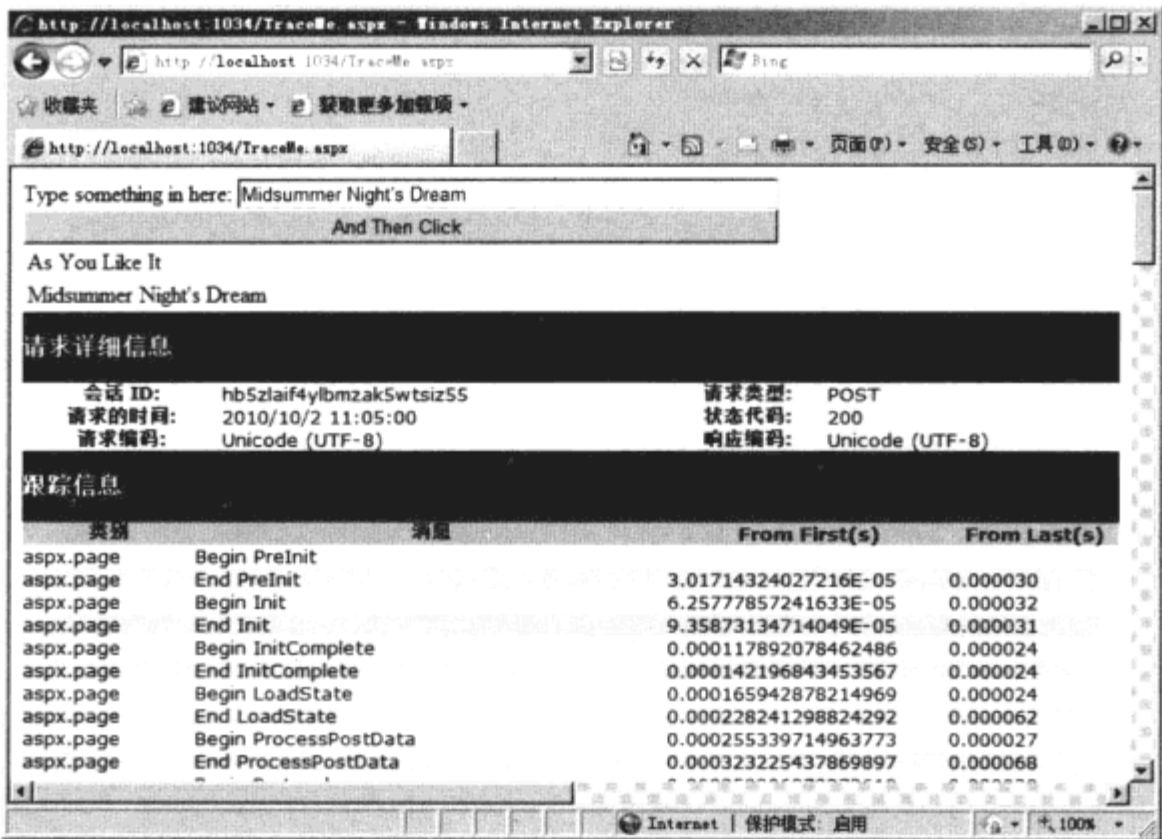 http://localhost:1034/TraceMe.aspx - Windows Internet Explorer
http://localhost:1034/TraceMe.aspx Bing
收藏夹 建议网站 获取更多加载项
http://localhost:1034/TraceMe.aspx 页面(P) 安全(S) 工具(O)
Type something in here: Midsummer Night's Dream
And Then Click
As You Like It
Midsummer Night's Dream
请求详细信息
会话 ID: hb5zlaif4ylbmzak5wtsiz55 请求类型: POST
请求的时间: 2010/10/2 11:05:00 状态代码: 200
请求编码: Unicode (UTF-8) 响应编码: Unicode (UTF-8)
跟踪信息
类别 消息 From First(s) From Last(s)
aspx.page Begin PreInit
aspx.page End PreInit 3.01714324027216E-05 0.000030
aspx.page Begin Init 6.25777857241633E-05 0.000032
aspx.page End Init 9.35873134714049E-05 0.000031
aspx.page Begin InitComplete 0.000117892078462486 0.000024
aspx.page End InitComplete 0.000142196843453567 0.000024
aspx.page Begin LoadState 0.000165942878214969 0.000024
aspx.page End LoadState 0.000228241298824292 0.000062
aspx.page Begin ProcessPostData 0.000255339714963773 0.000027
aspx.page End ProcessPostData 0.000323225437869897 0.000068
Internet | 保护模式: 启用 100%